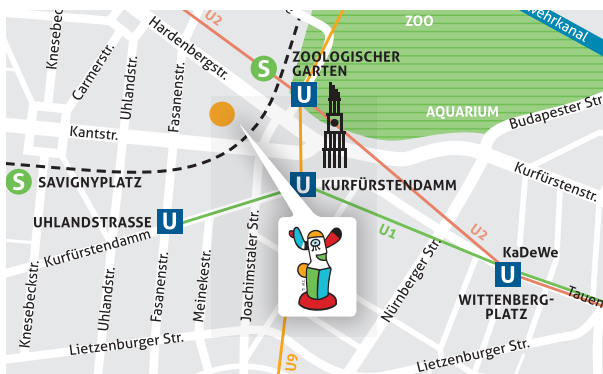 U2
ZOO
wehrkanal
Knesebec
Carmerstr.
Hardenbergstr.
Uhlandstr.
Fasanenstr.
S
ZOOLOGISCHER
GARTEN
U
AQUARIUM
Budapester Str.
Kantstr.
Kurfürstenstr.
S
SAVIGNYPLATZ
U
KURFÜRSTENDAMM
UHLANDSTRASSE
U
U1
U2
Kurfürstendamm
KaDeWe
U
WITTENBERG-
PLATZ
Tauen
Knesebeckstr.
Uhlandstr.
Fasanenstr.
Meinekestr.
Joachimstaler Str.
Nürnberger Str.
Lietzenburger Str.
Lietzenburger Str.
U9